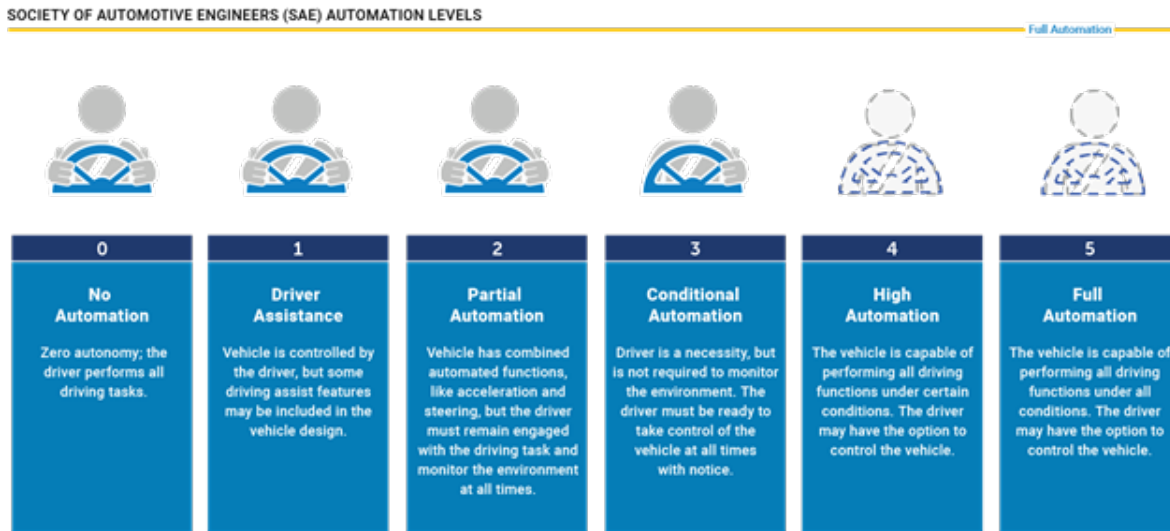 SOCIETY OF AUTOMOTIVE ENGINEERS (SAE) AUTOMATION LEVELS
Full Automation
0
No
Automation
Zero autonomy; the
driver performs all
driving tasks.
1
Driver
Assistance
Vehicle is controlled by
the driver, but some
driving assist features
may be included in the
vehicle design.
2
Partial
Automation
Vehicle has combined
automated functions,
like acceleration and
steering, but the driver
must remain engaged
with the driving task and
monitor the environment
at all times.
3
Conditional
Automation
Driver is a necessity, but
is not required to monitor
the environment. The
driver must be ready to
take control of the
vehicle at all times
with notice.
4
High
Automation
The vehicle is capable of
performing all driving
functions under certain
conditions. The driver
may have the option to
control the vehicle.
5
Full
Automation
The vehicle is capable of
performing all driving
functions under all
conditions. The driver
may have the option to
control the vehicle.